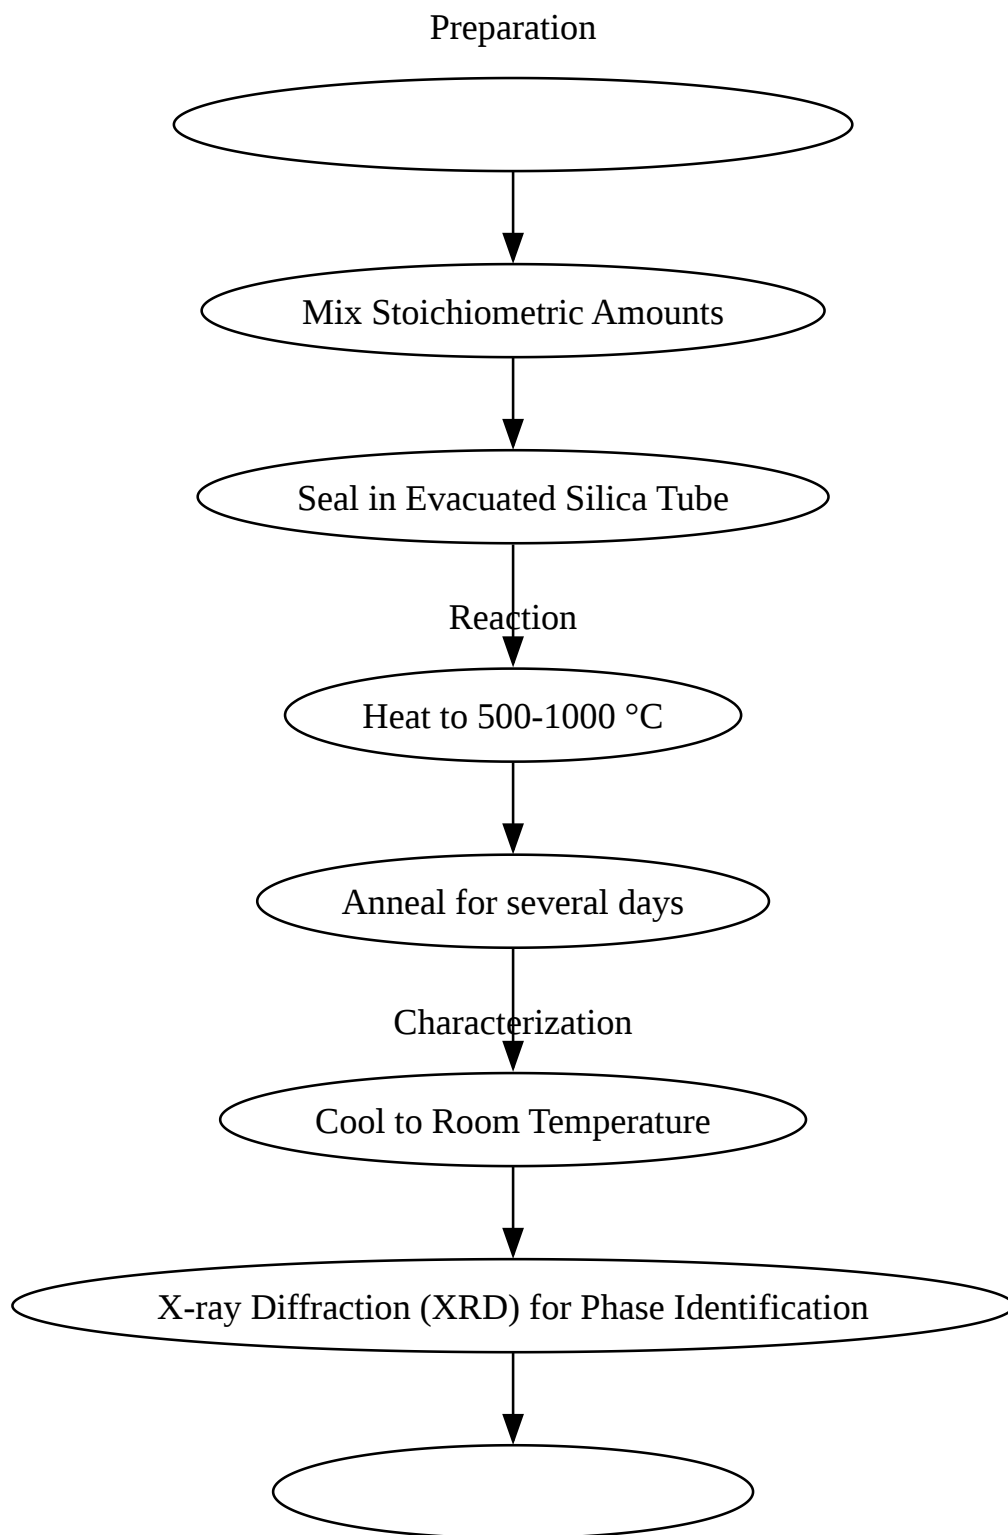 Preparation
Mix Stoichiometric Amounts
Seal in Evacuated Silica Tube
Reaction
Heat to 500-1000 °C
Anneal for several days
Characterization
Cool to Room Temperature
X-ray Diffraction (XRD) for Phase Identification